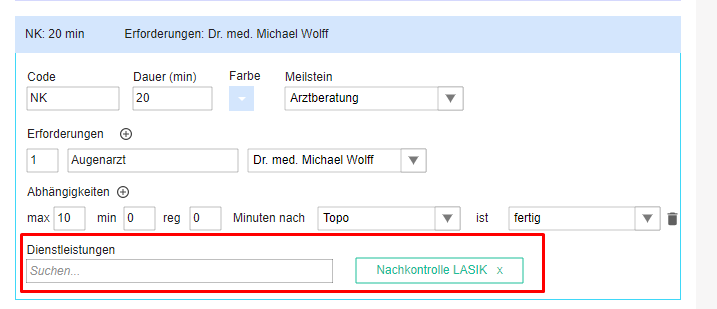 NK: 20 min Erforderungen: Dr. med. Michael Wolff
Code Dauer (min) Farbe Meilstein
NK 20 Arztberatung
Erforderungen
1 Augenarzt Dr. med. Michael Wolff
Abhängigkeiten
max 10 min 0 reg 0 Minuten nach Topo ist fertig
Dienstleistungen
Suchen... Nachkontrolle LASIK x